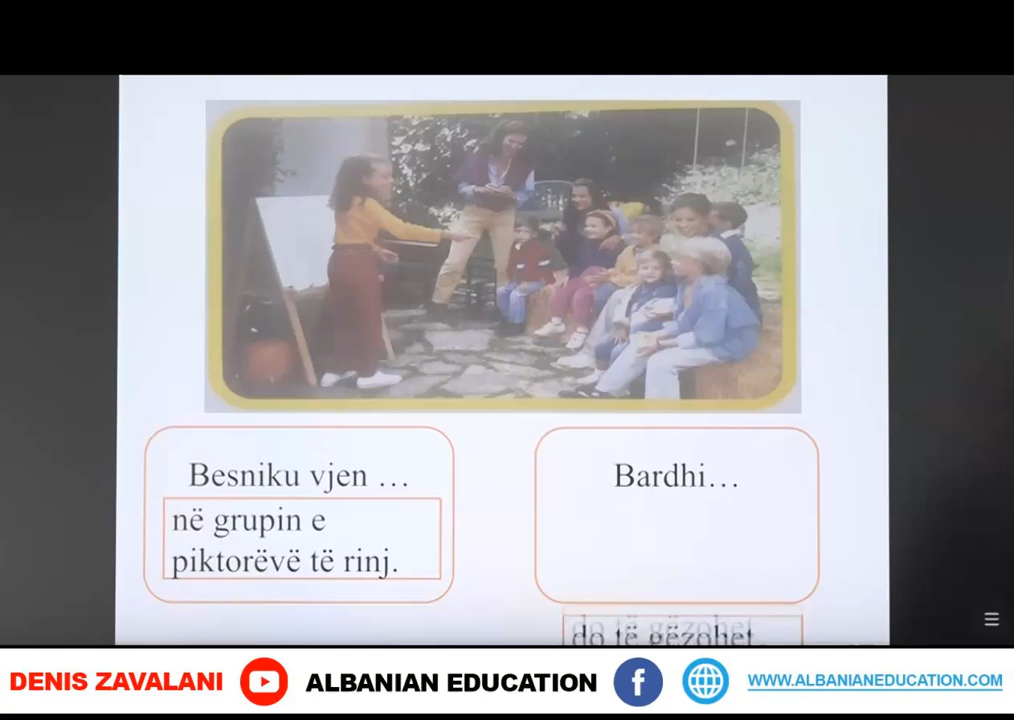 Besniku vjen …
në grupin e
piktorëvë të rinj.
Bardhi…
do të gëzohet.
DENIS ZAVALANI
ALBANIAN EDUCATION
WWW.ALBANIANEDUCATION.COM